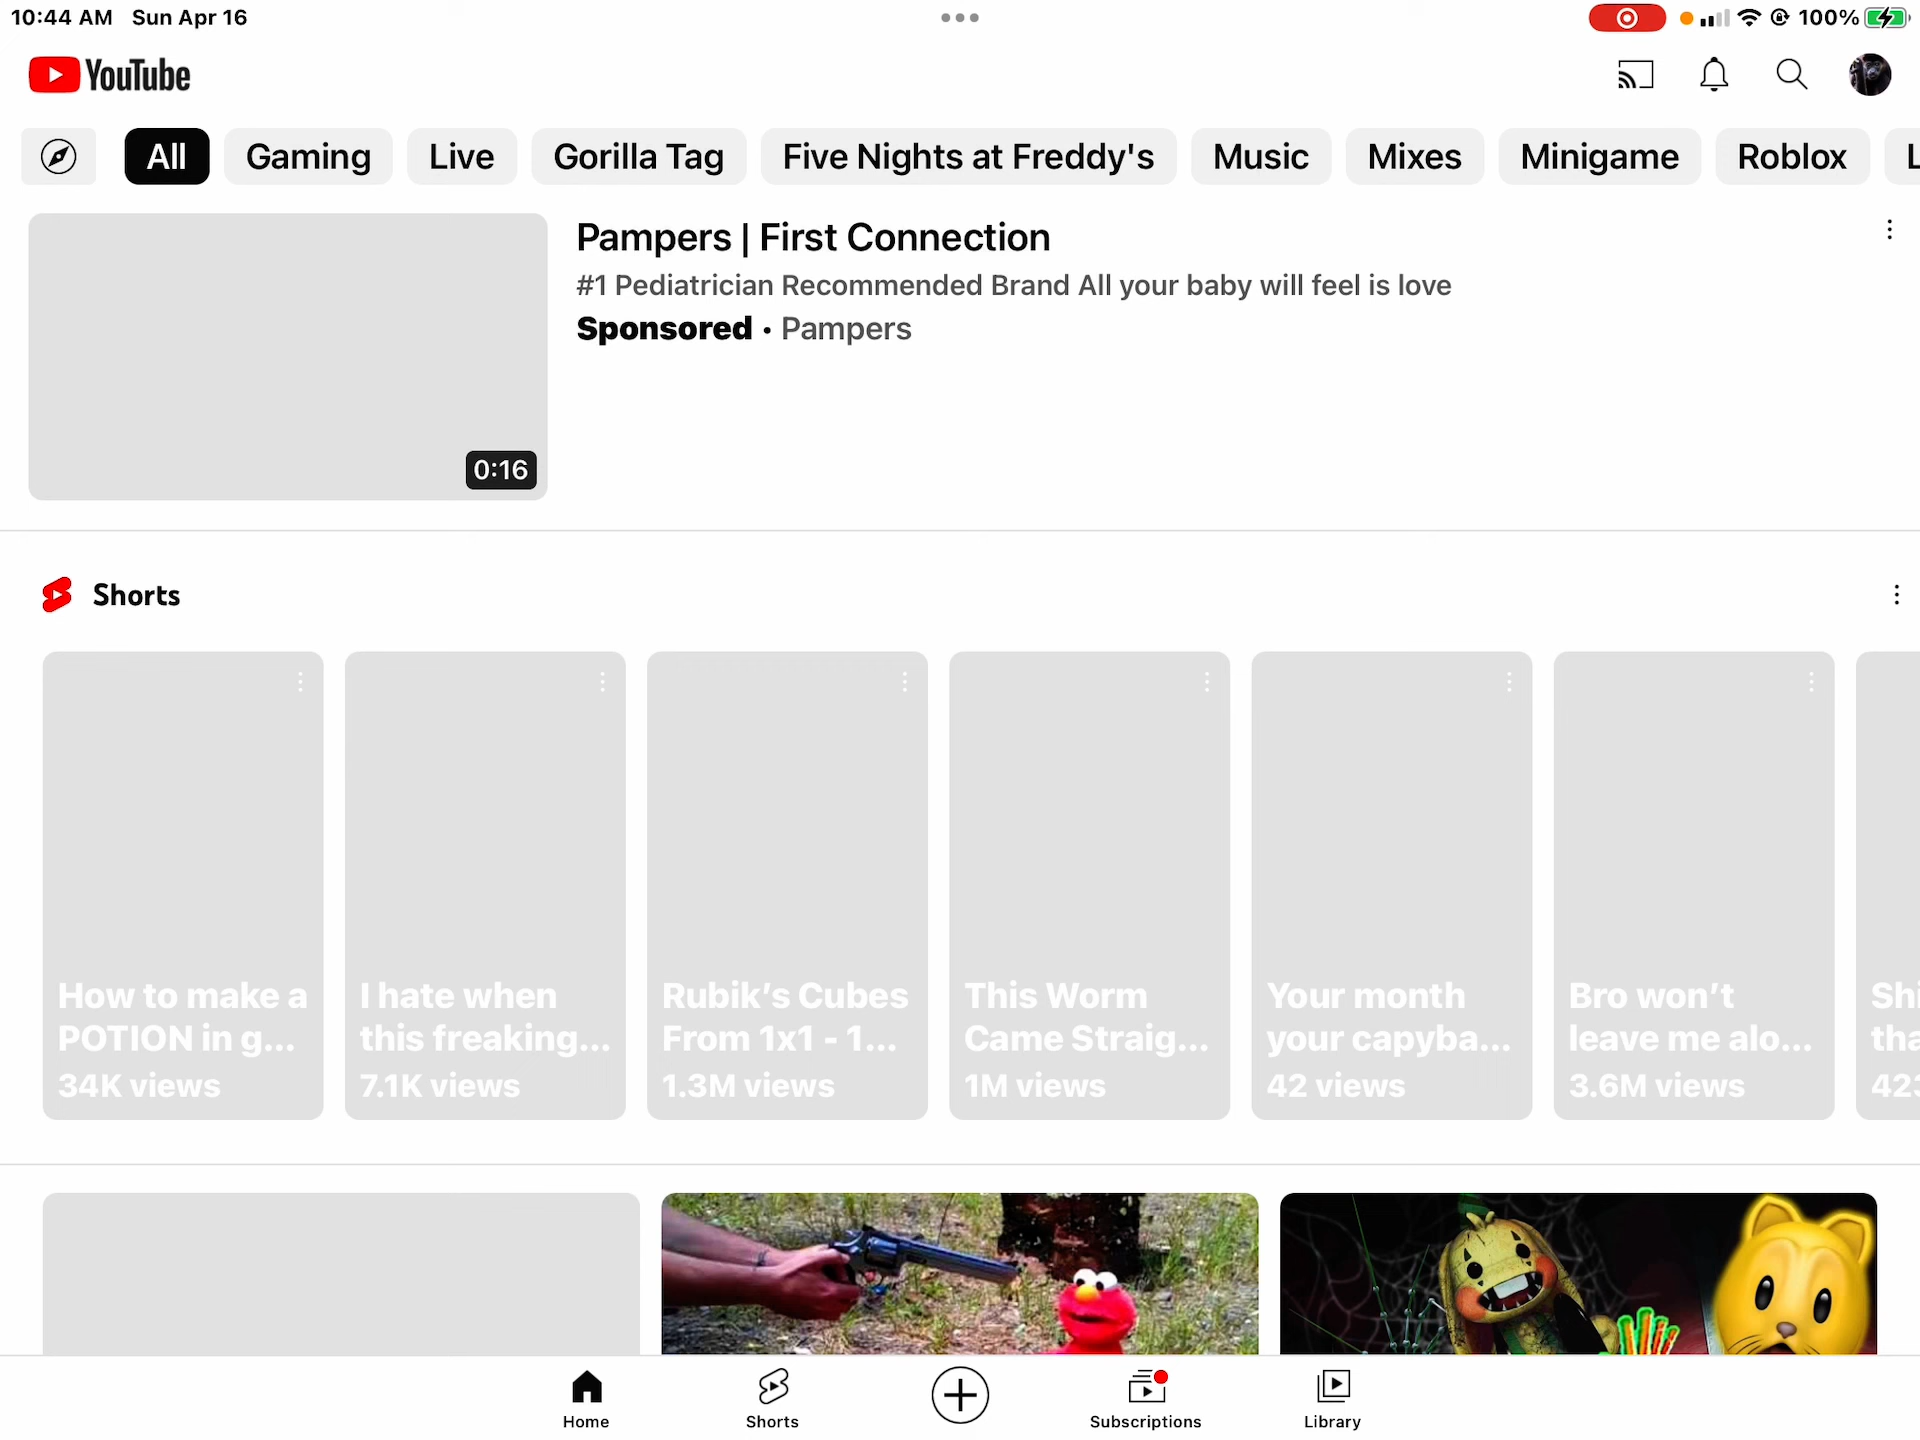 10:44 AM Sun Apr 16
100%
YouTube
All
Gaming
Live
Gorilla Tag
Five Nights at Freddy's
Music
Mixes
Minigame
Roblox
L
Pampers | First Connection
#1 Pediatrician Recommended Brand All your baby will feel is love
Sponsored · Pampers
0:16
Shorts
How to make a
POTION in g...
34K views
I hate when
this freaking...
7.1K views
Rubik’s Cubes
From 1x1 - 1...
1.3M views
This Worm
Came Straig...
1M views
Your month
your capyba...
42 views
Bro won’t
leave me alo...
3.6M views
Shi
tha
423
Home
Shorts
Subscriptions
Library